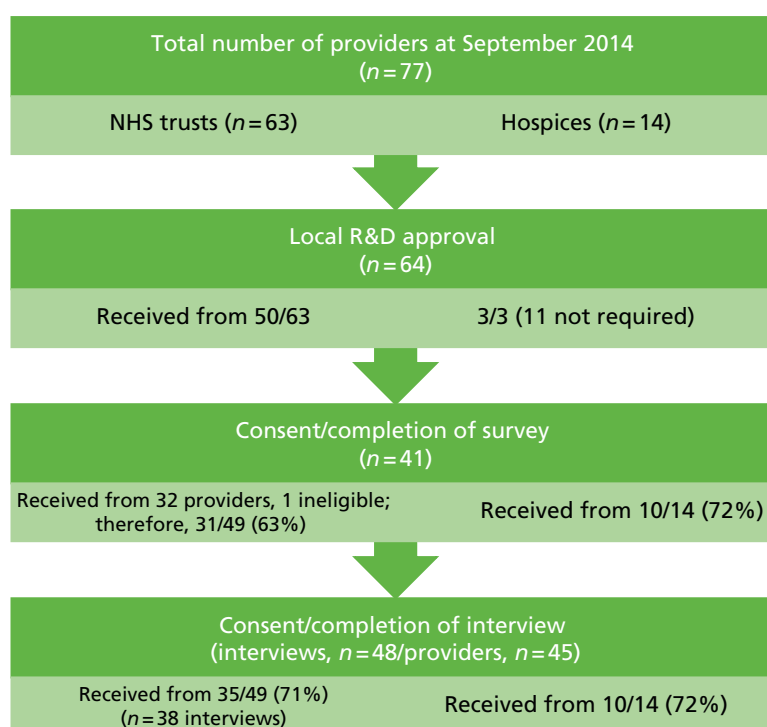 Total number of providers at September 2014
(n=77)
NHS trusts (n=63)
Hospices (n=14)
Local R&D approval
(n=64)
Received from 50/63
3/3 (11 not required)
Consent/completion of survey
(n=41)
Received from 32 providers, 1 ineligible;
therefore, 31/49 (63%)
Received from 10/14 (72%)
Consent/completion of interview
(interviews, n=48/providers, n=45)
Received from 35/49 (71%)
(n=38 interviews)
Received from 10/14 (72%)